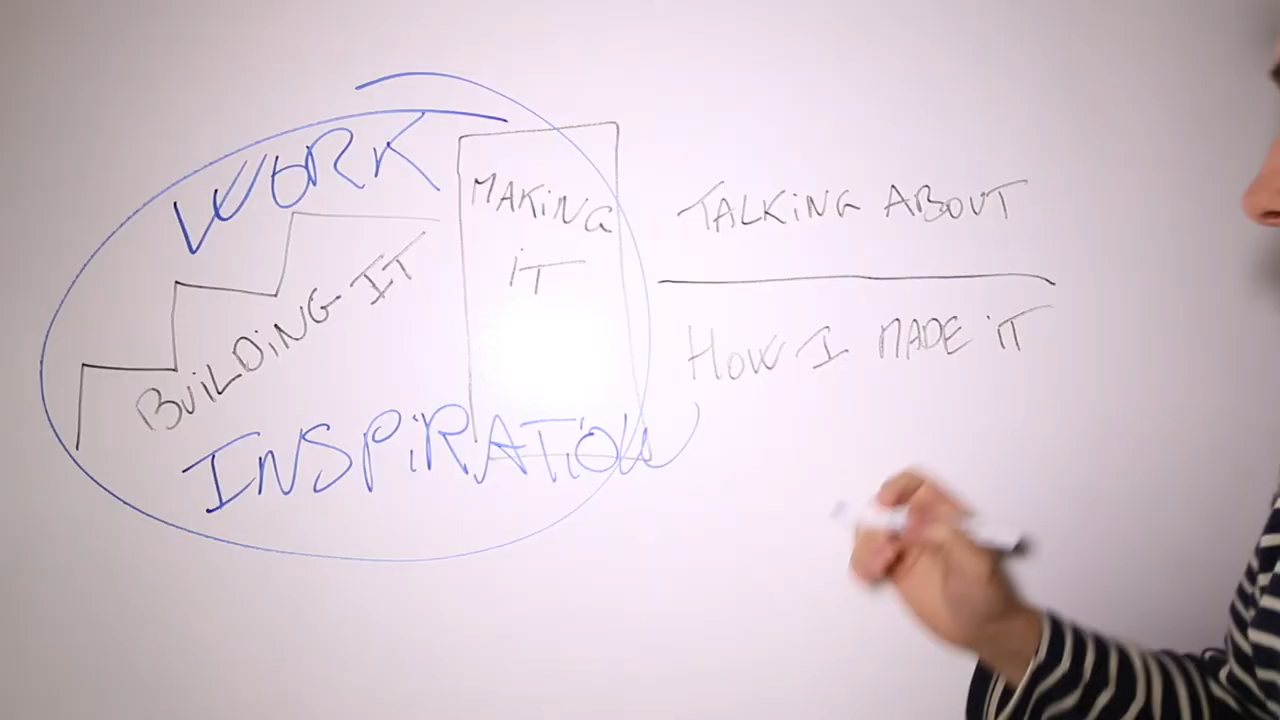 WORK
BUiLDiNG IT
MAKiNG
iT
INSPiRATiON
TALKiNG ABOUT
HOW I MADE iT